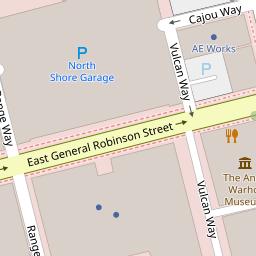 Cajou Way
P
North
Shore Garage
AE Works
P
Vulcan Way
Range Way
East General Robinson Street
The An
Warho
Museu
Vulcan Way
Range